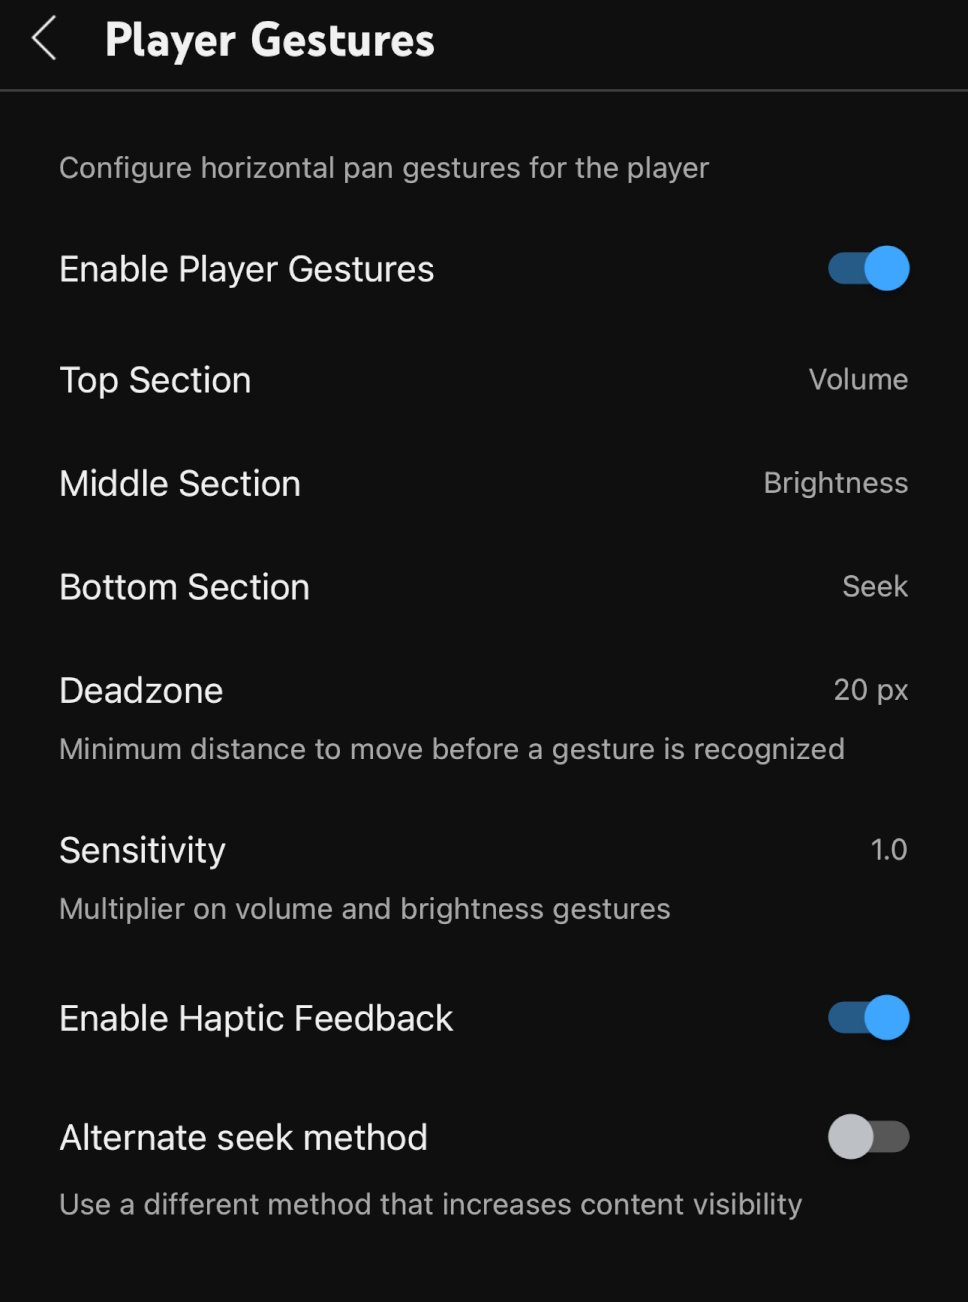 Player Gestures
Configure horizontal pan gestures for the player
Enable Player Gestures
Top Section Volume
Middle Section Brightness
Bottom Section Seek
Deadzone 20 px
Minimum distance to move before a gesture is recognized
Sensitivity 1.0
Multiplier on volume and brightness gestures
Enable Haptic Feedback
Alternate seek method
Use a different method that increases content visibility